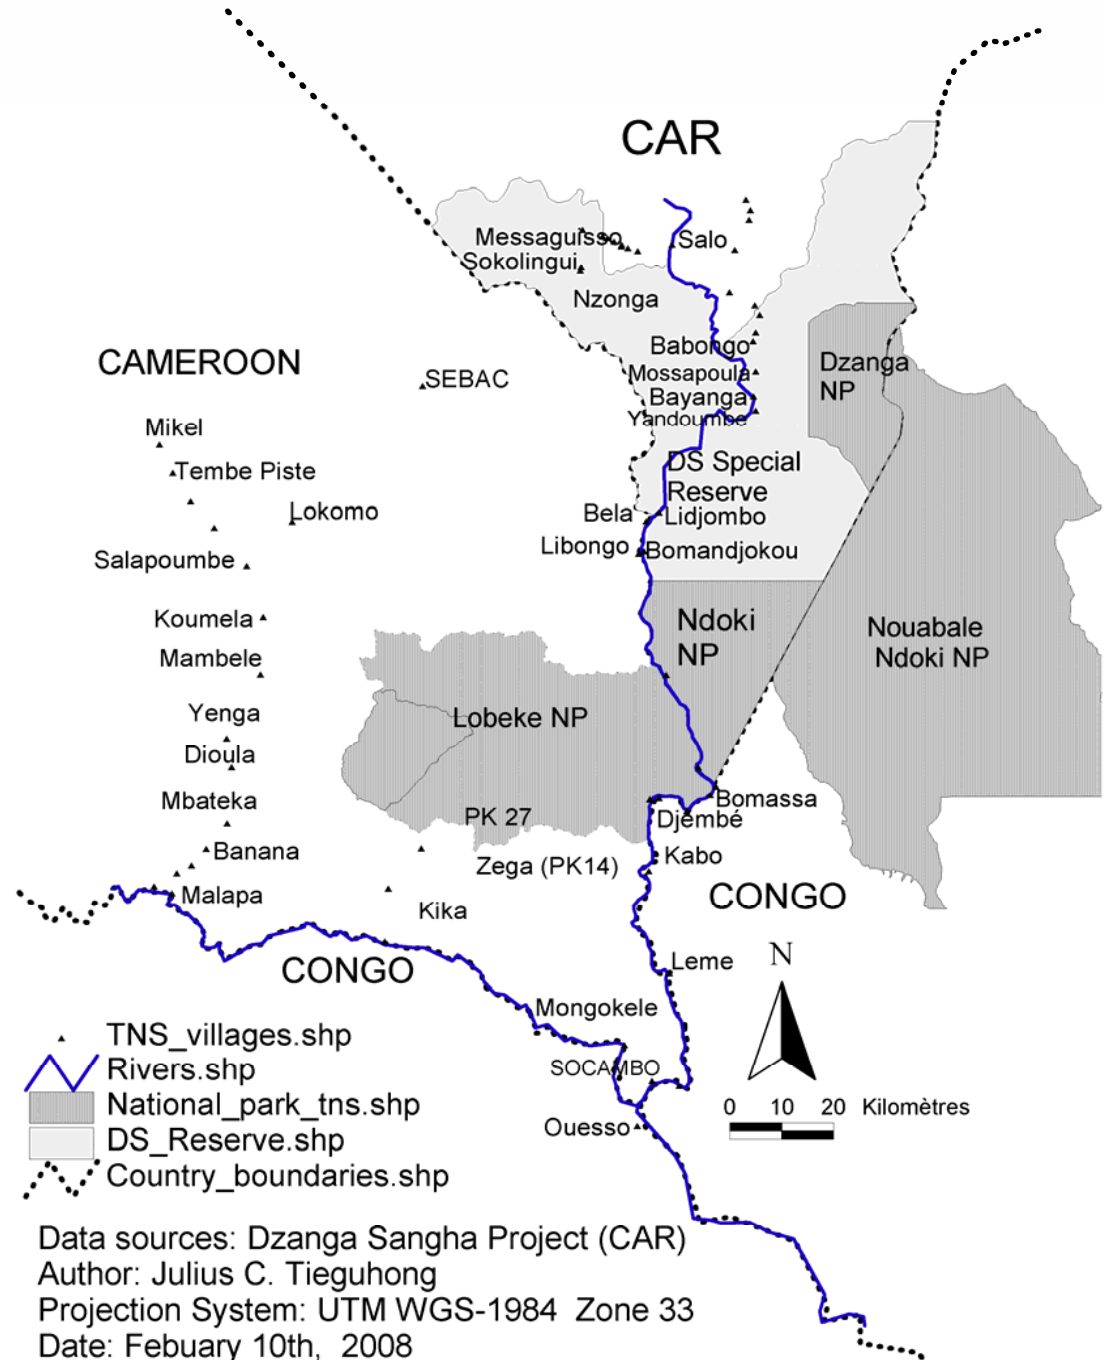 CAR
Messaguisso
Salo
Sokolingui
Nzonga
Babongo
CAMEROON
Dzanga
NP
Mossapoula
SEBAC
Bayanga
Yandoumbe
Mikel
DS Special
Reserve
Tembe Piste
Lokomo
Bela
Lidjombo
Libongo
Bomandjokou
Salapoumbe
Koumela
Ndoki
NP
Nouabale
Ndoki NP
Mambele
Yenga
Lobeke NP
Dioula
Mbateka
Bomassa
PK 27
Djembé
Banana
Kabo
Zega (PK14)
Malapa
CONGO
Kika
Leme
N
CONGO
Mongokele
TNS_villages.shp
Rivers.shp
SOCAMBO
National_park_tns.shp
0 10 20 Kilomètres
Ouesso
DS_Reserve.shp
Country_boundaries.shp
Data sources: Dzanga Sangha Project (CAR)
Author: Julius C. Tieguhong
Projection System: UTM WGS-1984 Zone 33
Date: Febuary 10th, 2008